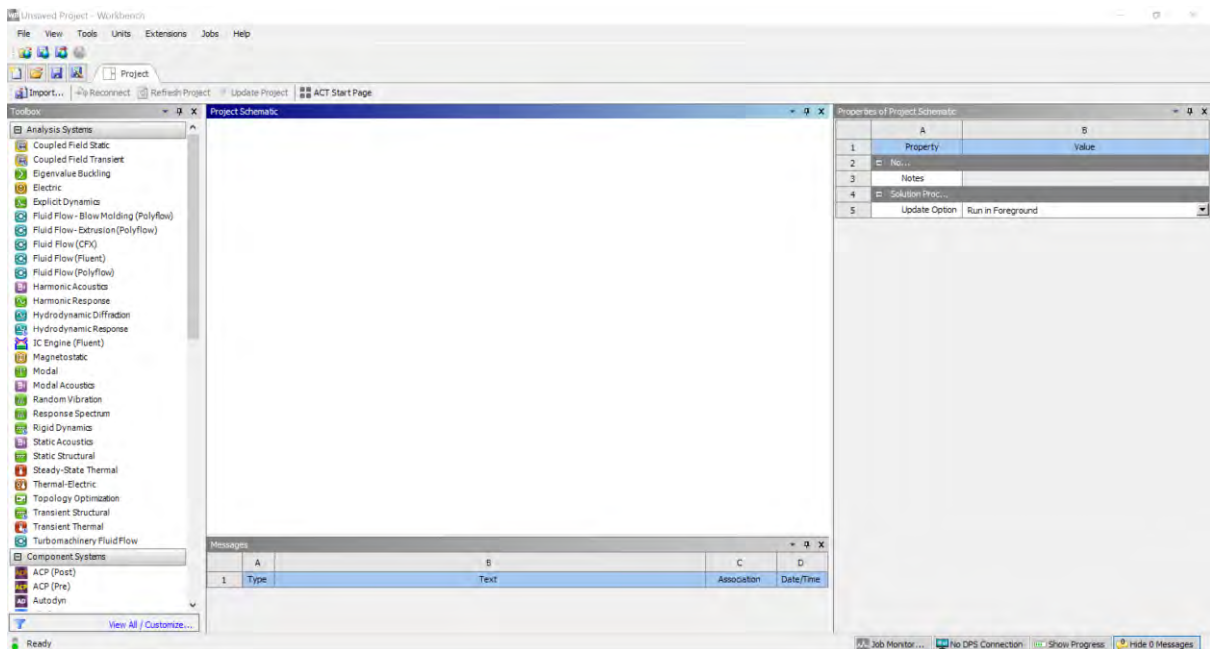 Unsaved Project - Workbench
File View Tools Units Extensions Jobs Help
Project
Import... Reconnect Refresh Project Update Project ACT Start Page
Toolbox
Analysis Systems
Coupled Field Static
Coupled Field Transient
Eigenvalue Buckling
Electric
Explicit Dynamics
Fluid Flow - Blow Molding (Polyflow)
Fluid Flow - Extrusion (Polyflow)
Fluid Flow (CFX)
Fluid Flow (Fluent)
Fluid Flow (Polyflow)
Harmonic Acoustics
Harmonic Response
Hydrodynamic Diffraction
Hydrodynamic Response
IC Engine (Fluent)
Magnetostatic
Modal
Modal Acoustics
Random Vibration
Response Spectrum
Rigid Dynamics
Static Acoustics
Static Structural
Steady-State Thermal
Thermal-Electric
Topology Optimization
Transient Structural
Transient Thermal
Turbomachinery Fluid Flow
Component Systems
ACP (Post)
ACP (Pre)
Autodyn
View All / Customize...
Project Schematic
Messages
A B C D
1 Type Text Association Date/Time
Properties of Project Schematic
A B
1 Property Value
2 No...
3 Notes
4 Solution Proc...
5 Update Option Run in Foreground
Ready
Job Monitor... No DPS Connection Show Progress Hide 0 Messages